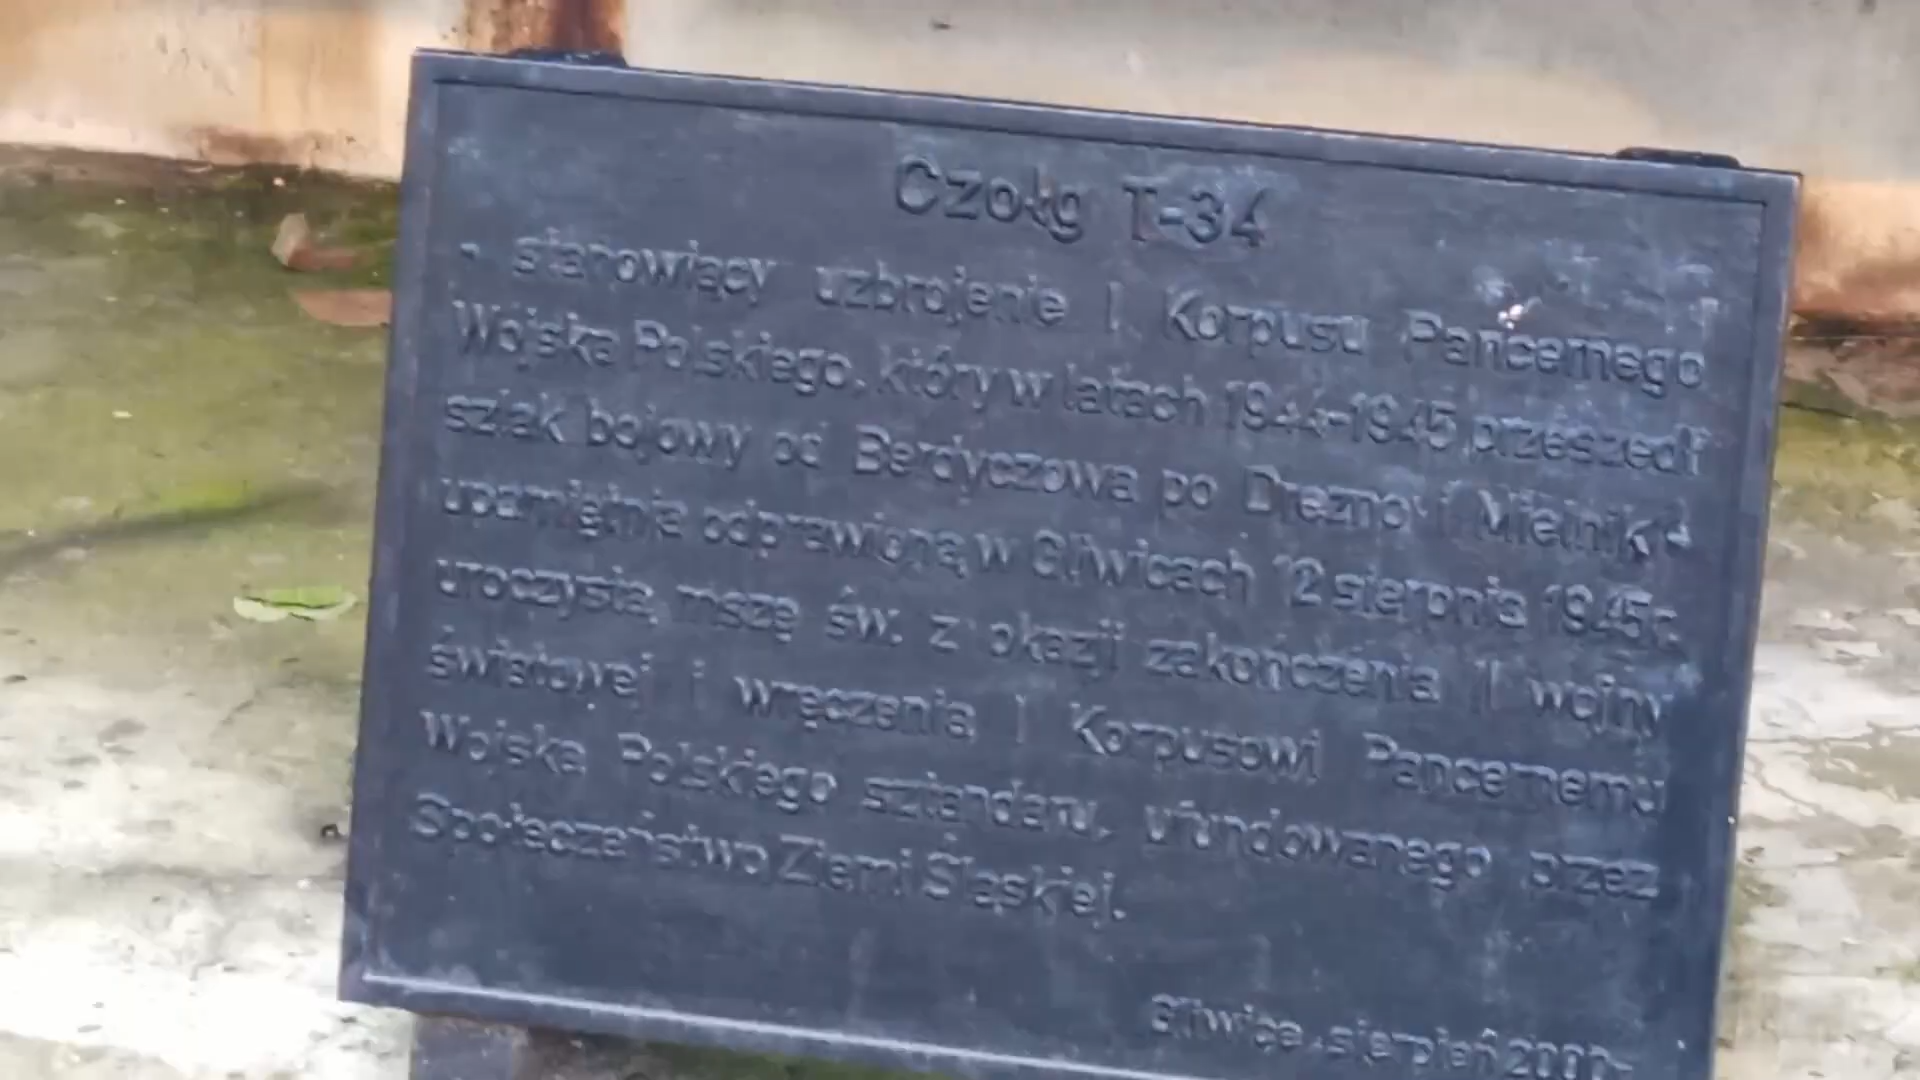 Czołg T-34
- stanowiący uzbrojenie I Korpusu Pancernego
Wojska Polskiego, który w latach 1944-1945 przeszedł
szlak bojowy od Berdyczowa po Drezno i Mielnik -
upamiętnia odprawioną w Gliwicach 12 sierpnia 1945r.
uroczystą mszę św. z okazji zakończenia II wojny
światowej i wręczenia I Korpusowi Pancernemu
Wojska Polskiego sztandaru, ufundowanego przez
Społeczeństwo Ziemi Śląskiej.
Gliwice, sierpień